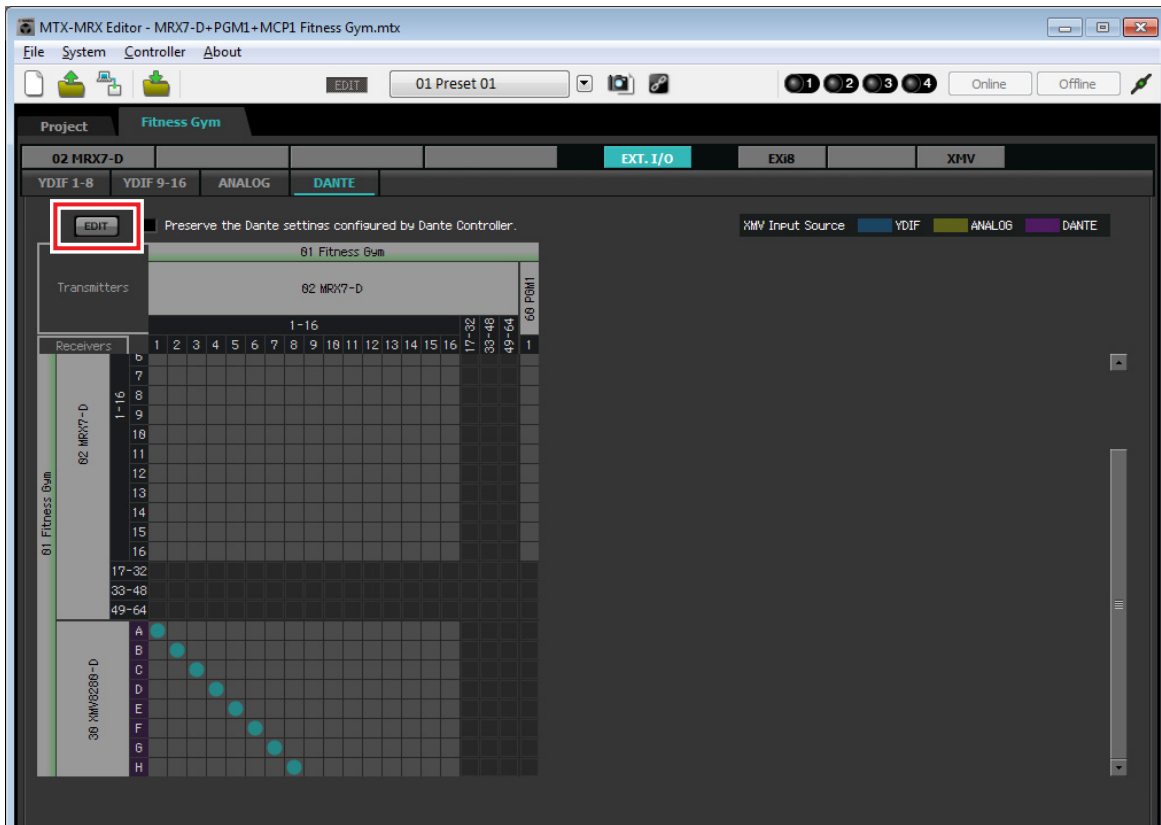 MTX-MRX Editor - MRX7-D+PGM1+MCP1 Fitness Gym.mtx
File System Controller About
EDIT 01 Preset 01 1 2 3 4 Online Offline
Project Fitness Gym
02 MRX7-D EXT. I/O EXi8 XMV
YDIF 1-8 YDIF 9-16 ANALOG DANTE
EDIT Preserve the Dante settings configured by Dante Controller. XMV Input Source YDIF ANALOG DANTE
01 Fitness Gym
Transmitters 02 MRX7-D 60 PGM1
1-16 17-32 33-48 49-64
Receivers 1 2 3 4 5 6 7 8 9 10 11 12 13 14 15 16 1
01 Fitness Gym
02 MRX7-D
1-16
6
7
8
9
10
11
12
13
14
15
16
17-32
33-48
49-64
30 XMV8280-D
A
B
C
D
E
F
G
H